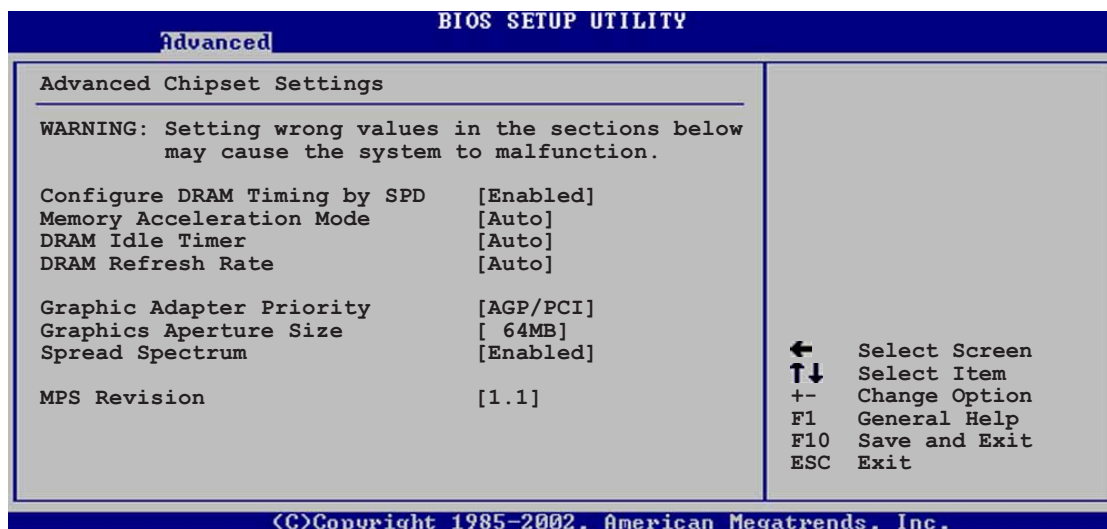 BIOS SETUP UTILITY
Advanced
Advanced Chipset Settings
WARNING: Setting wrong values in the sections below
may cause the system to malfunction.
Configure DRAM Timing by SPD [Enabled]
Memory Acceleration Mode [Auto]
DRAM Idle Timer [Auto]
DRAM Refresh Rate [Auto]
Graphic Adapter Priority [AGP/PCI]
Graphics Aperture Size [ 64MB]
Spread Spectrum [Enabled]
MPS Revision [1.1]
← Select Screen
↑↓ Select Item
+- Change Option
F1 General Help
F10 Save and Exit
ESC Exit
(C)Copyright 1985-2002, American Megatrends, Inc.